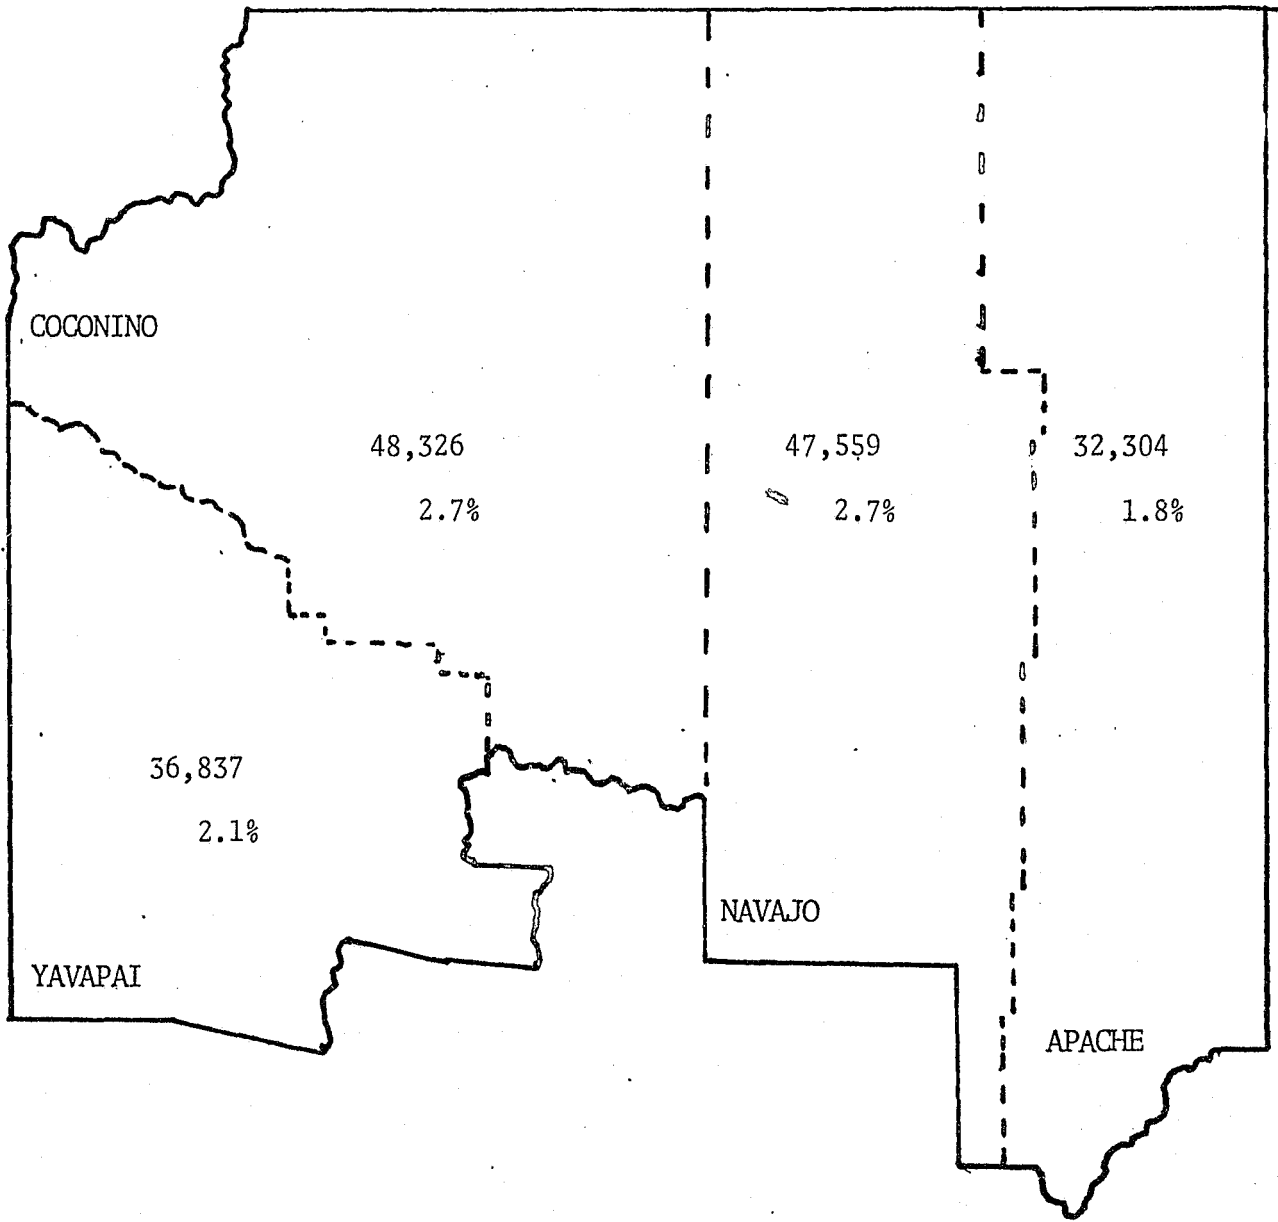 COCONINO
48,326
2.7%
47,559
2.7%
32,304
1.8%
36,837
2.1%
NAVAJO
YAVAPAI
APACHE